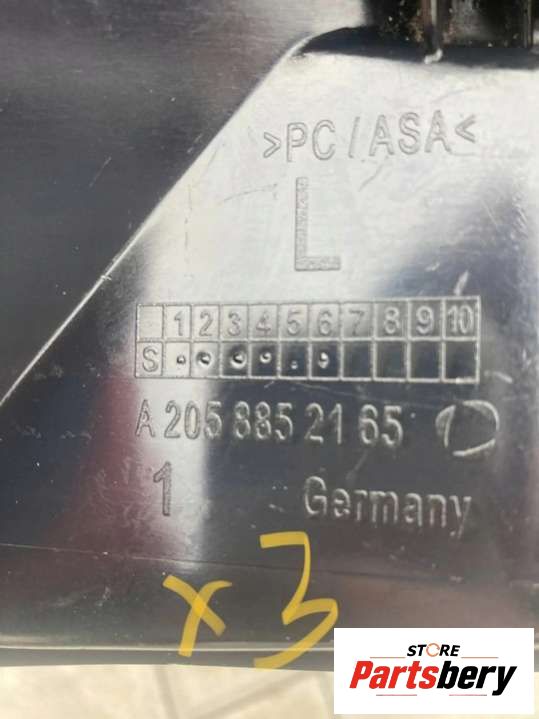 >PC/ASA<
L
1 2 3 4 5 6 7 8 9 10
S
A 205 885 21 65
1 Germany
x3
STORE
Partsbery